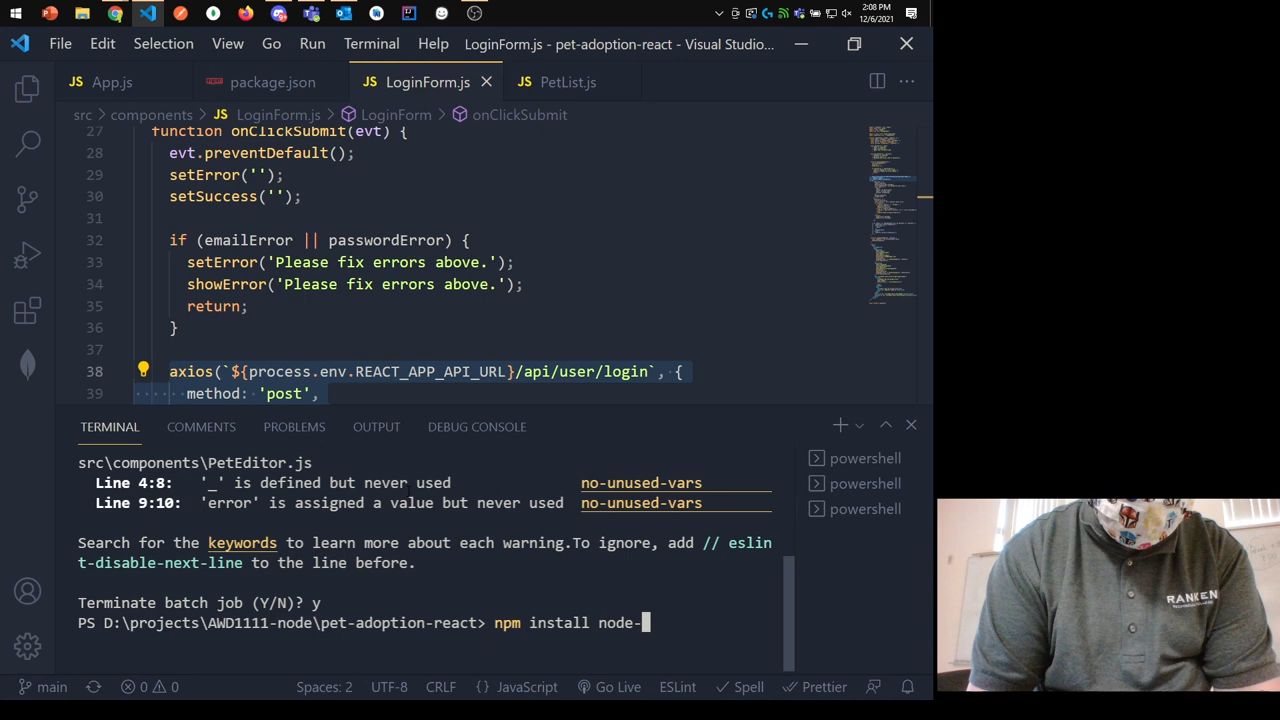 2:08 PM
12/6/2021
File Edit Selection View Go Run Terminal Help LoginForm.js - pet-adoption-react - Visual Studio...
JS App.js package.json JS LoginForm.js JS PetList.js
src > components > JS LoginForm.js > LoginForm > onClickSubmit
27 function onClickSubmit(evt) {
28 evt.preventDefault();
29 setError('');
30 setSuccess('');
31
32 if (emailError || passwordError) {
33 setError('Please fix errors above.');
34 showError('Please fix errors above.');
35 return;
36 }
37
38 axios(`${process.env.REACT_APP_API_URL}/api/user/login`, {
39 method: 'post',
TERMINAL COMMENTS PROBLEMS OUTPUT DEBUG CONSOLE
src\components\PetEditor.js
Line 4:8: '_' is defined but never used no-unused-vars
Line 9:10: 'error' is assigned a value but never used no-unused-vars
Search for the keywords to learn more about each warning.To ignore, add // eslin
t-disable-next-line to the line before.
Terminate batch job (Y/N)? y
PS D:\projects\AWD1111-node\pet-adoption-react> npm install node-
powershell
powershell
powershell
main 0 0 Spaces: 2 UTF-8 CRLF {} JavaScript Go Live ESLint Spell Prettier
RANKEN